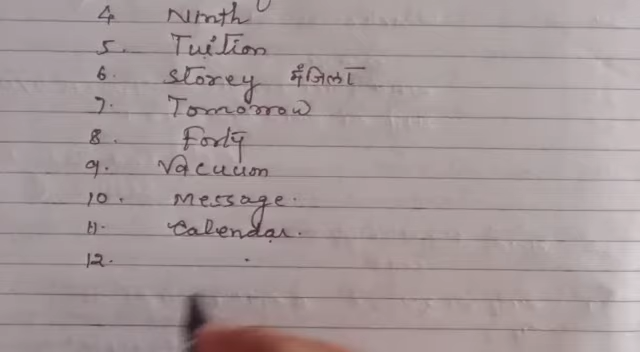 4 Ninth
5. Tuition
6. Storey मंजिला
7. Tomorrow
8. Forty
9. Vacuum
10. Message.
11. Calendar.
12. .